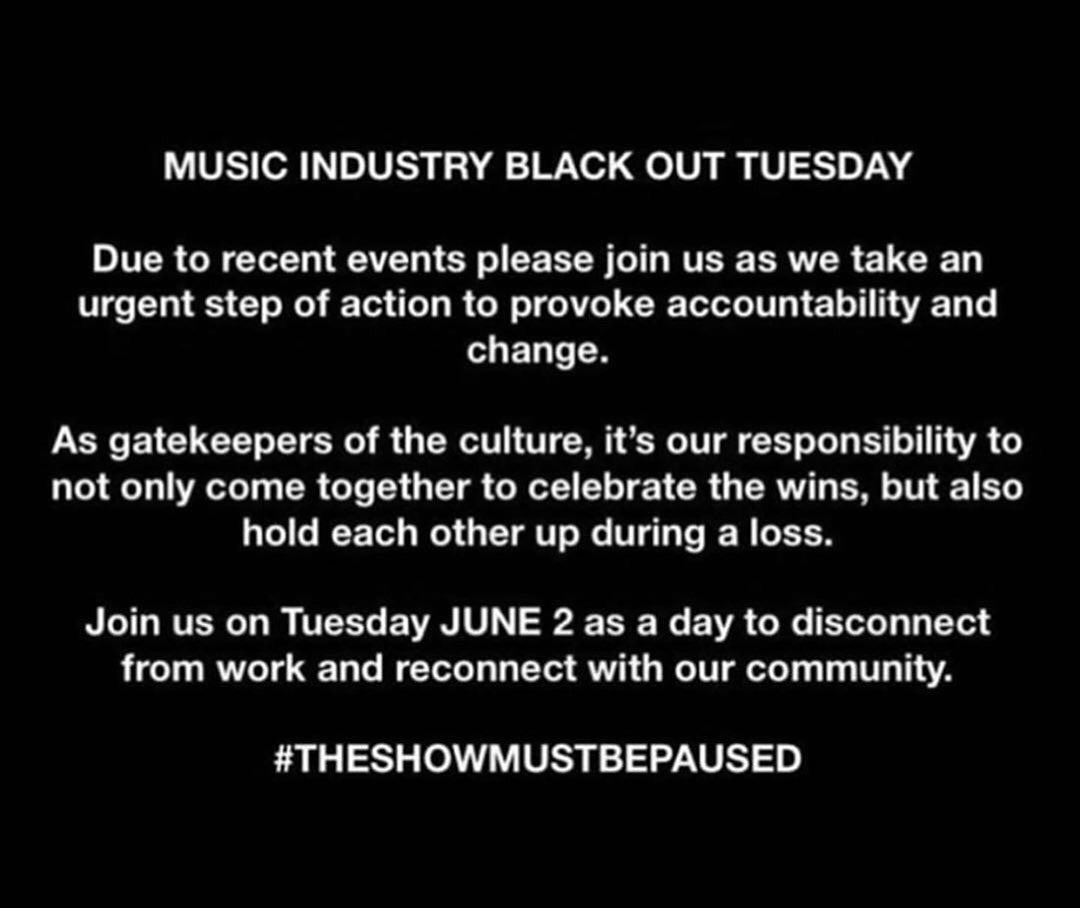 MUSIC INDUSTRY BLACK OUT TUESDAY
Due to recent events please join us as we take an
urgent step of action to provoke accountability and
change.
As gatekeepers of the culture, it’s our responsibility to
not only come together to celebrate the wins, but also
hold each other up during a loss.
Join us on Tuesday JUNE 2 as a day to disconnect
from work and reconnect with our community.
#THESHOWMUSTBEPAUSED